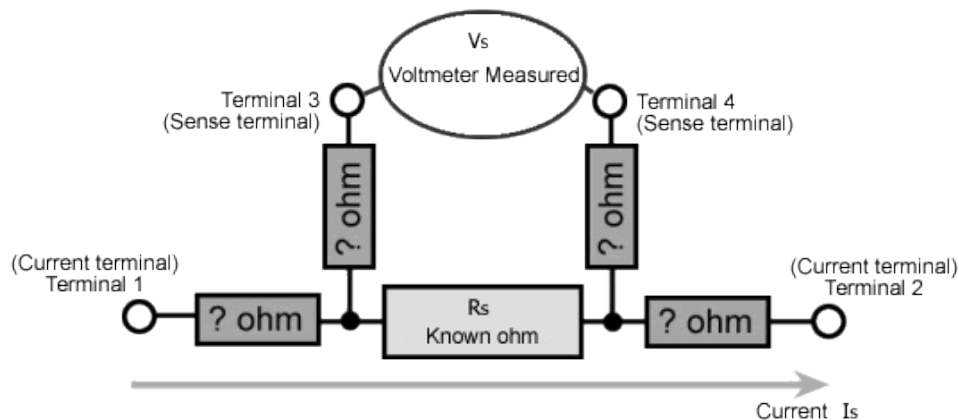 Vs
Voltmeter Measured
Terminal 3
(Sense terminal)
Terminal 4
(Sense terminal)
? ohm
? ohm
(Current terminal)
Terminal 1
(Current terminal)
Terminal 2
? ohm
Rs
Known ohm
? ohm
Current Is